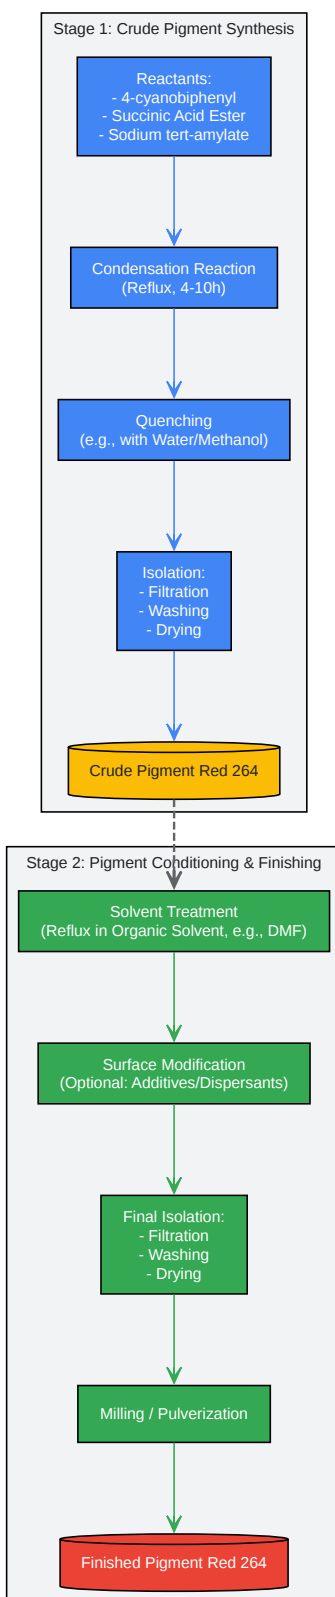 Stage 1: Crude Pigment Synthesis
Reactants:
- 4-cyanobiphenyl
- Succinic Acid Ester
- Sodium tert-amylate
Condensation Reaction
(Reflux, 4-10h)
Quenching
(e.g., with Water/Methanol)
Isolation:
- Filtration
- Washing
- Drying
Crude Pigment Red 264
Stage 2: Pigment Conditioning & Finishing
Solvent Treatment
(Reflux in Organic Solvent, e.g., DMF)
Surface Modification
(Optional: Additives/Dispersants)
Final Isolation:
- Filtration
- Washing
- Drying
Milling / Pulverization
Finished Pigment Red 264